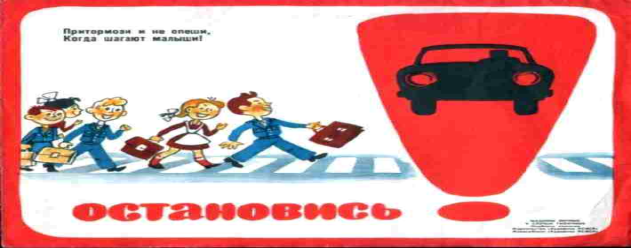 Притормози и не спеши,
Когда шагают малыши!
ОСТАНОВИСЬ